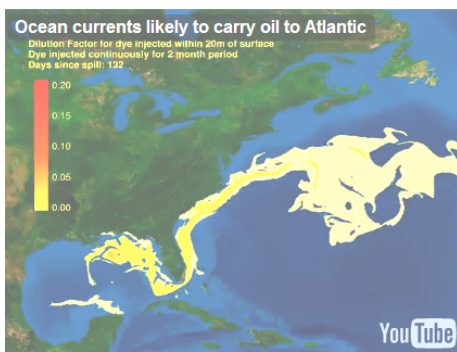 Ocean currents likely to carry oil to Atlantic
Dilution Factor for dye injected within 20m of surface
Dye injected continuously for 2 month period
Days since spill: 132
0.20
0.15
0.10
0.05
0.00
YouTube